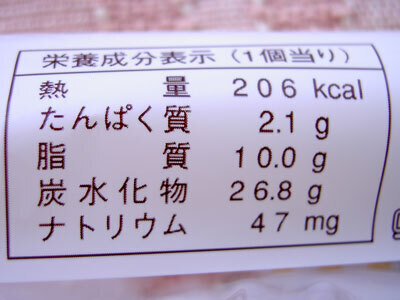 栄養成分表示（1個当り）
熱量 206 kcal
たんぱく質 2.1 g
脂質 10.0 g
炭水化物 26.8 g
ナトリウム 47 mg